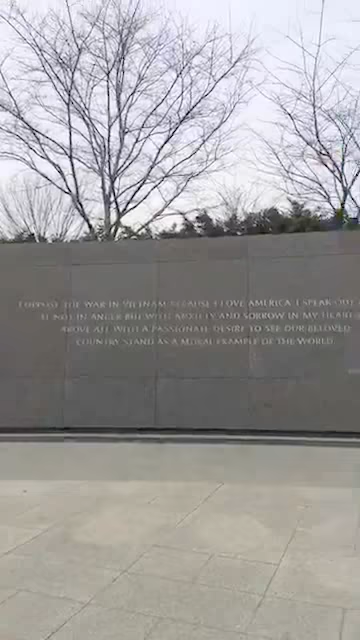 I OPPOSE THE WAR IN VIETNAM BECAUSE I LOVE AMERICA. I SPEAK OUT
IT NOT IN ANGER BUT WITH ANXIETY AND SORROW IN MY HEART
ABOVE ALL WITH A PASSIONATE DESIRE TO SEE OUR BELOVED
COUNTRY STAND AS A MORAL EXAMPLE OF THE WORLD.